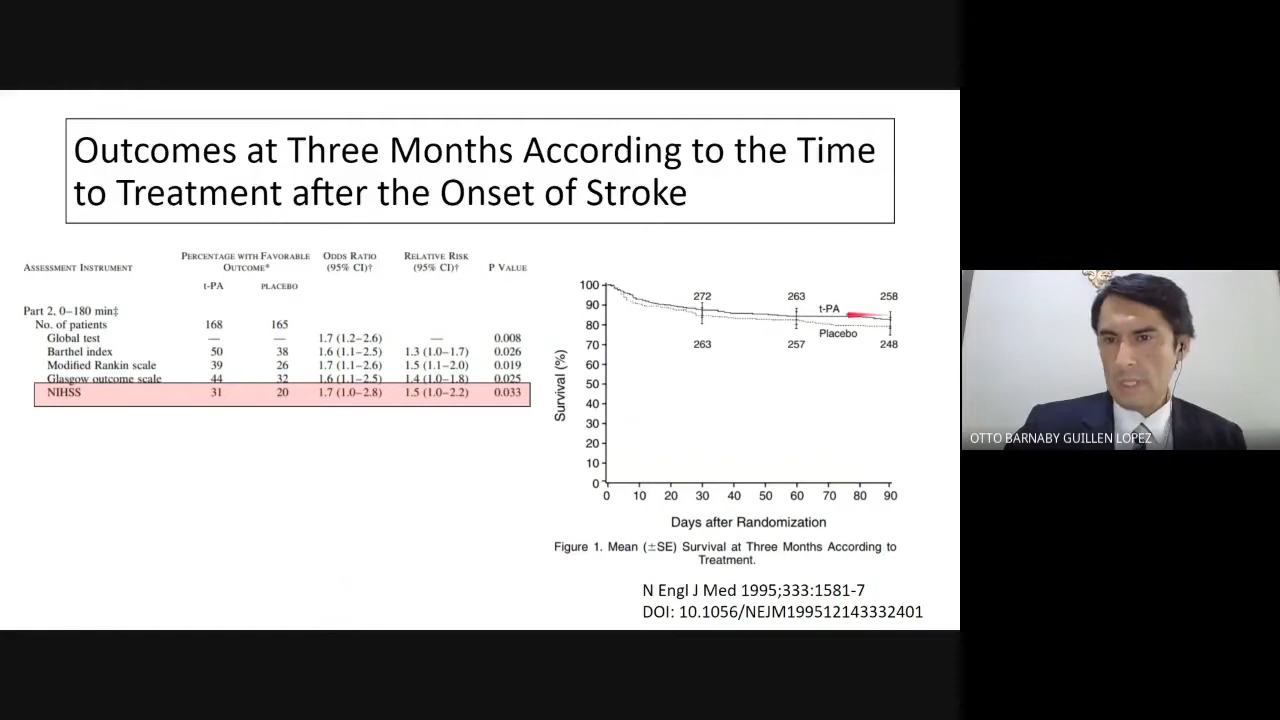 Outcomes at Three Months According to the Time
to Treatment after the Onset of Stroke
ASSESSMENT INSTRUMENT
PERCENTAGE WITH FAVORABLE
OUTCOME*
ODDS RATIO
(95% CI)†
RELATIVE RISK
(95% CI)†
P VALUE
t-PA PLACEBO
Part 2, 0–180 min‡
No. of patients 168 165
Global test — — 1.7 (1.2–2.6) — 0.008
Barthel index 50 38 1.6 (1.1–2.5) 1.3 (1.0–1.7) 0.026
Modified Rankin scale 39 26 1.7 (1.1–2.6) 1.5 (1.1–2.0) 0.019
Glasgow outcome scale 44 32 1.6 (1.1–2.5) 1.4 (1.0–1.8) 0.025
NIHSS 31 20 1.7 (1.0–2.8) 1.5 (1.0–2.2) 0.033
Survival (%)
100
90
80
70
60
50
40
30
20
10
0
272 263 258
t-PA
Placebo
263 257 248
0 10 20 30 40 50 60 70 80 90
Days after Randomization
Figure 1. Mean (±SE) Survival at Three Months According to
Treatment.
N Engl J Med 1995;333:1581-7
DOI: 10.1056/NEJM199512143332401
OTTO BARNABY GUILLEN LOPEZ